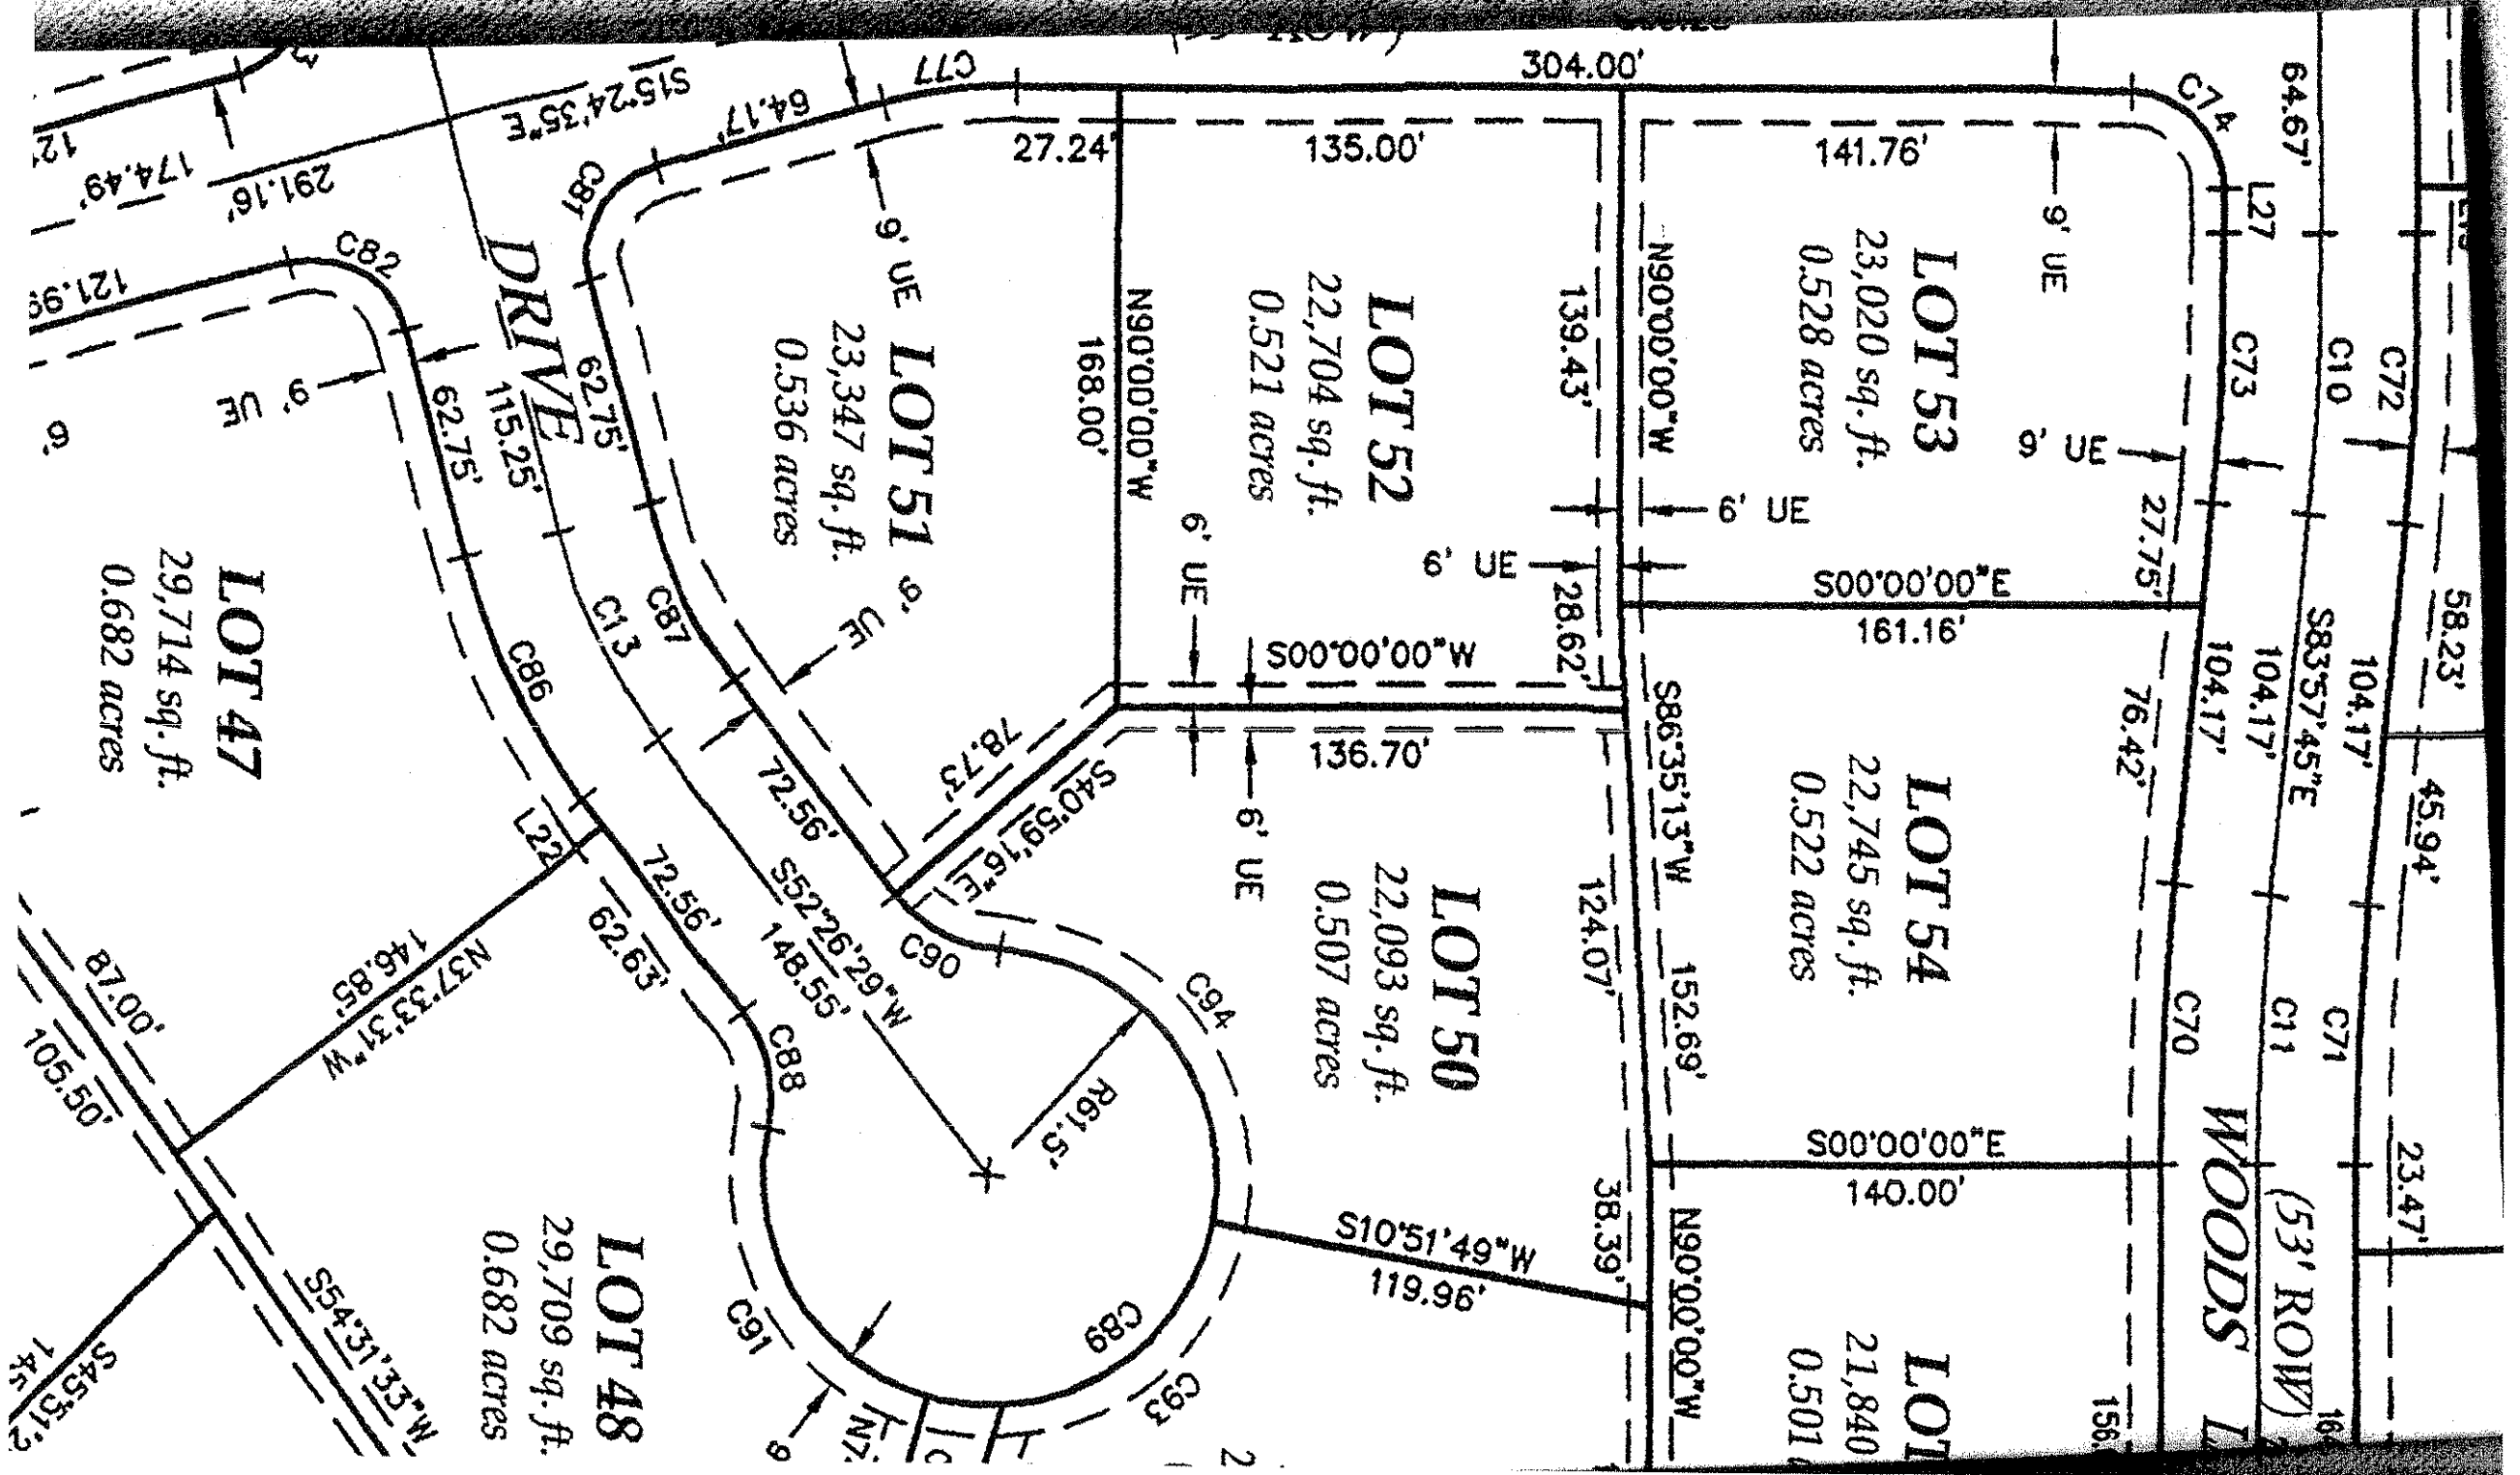 304.00'
C77
C74
64.67'
S15°24'35"E
64.17'
27.24'
135.00'
141.76'
L27
12'
174.49'
291.16'
C81
C82
121.99
9' UE
9' UE
DRIVE
N90°00'00"W
168.00'
LOT 51
23,347 sq. ft.
0.536 acres
LOT 52
22,704 sq. ft.
0.521 acres
139.43'
N90°00'00"W
LOT 53
23,020 sq. ft.
0.528 acres
C73
C10
C72
9' UE
62.75'
115.25'
62.75'
9' UE
6' UE
6' UE
6' UE
27.75'
28.62'
S00°00'00"E
161.16'
58.23'
9' UE
C87
C13
C86
LOT 47
29,714 sq. ft.
0.682 acres
S00°00'00"W
136.70'
6' UE
78.73'
S40°59'16"E
72.56'
L22
72.56'
62.63'
S52°26'29"W
148.55'
C90
C88
C94
R61.5'
LOT 50
22,093 sq. ft.
0.507 acres
S86°35'13"W
152.69'
124.07'
LOT 54
22,745 sq. ft.
0.522 acres
76.42'
104.17'
104.17'
S83°57'45"E
104.17'
45.94'
C70
C11
C71
23.47'
N37°33'31"W
146.85'
87.00'
105.50'
S00°00'00"E
140.00'
38.39'
S10°51'49"W
119.96'
N90°00'00"W
WOODS L
(53' ROW)
LOT 48
29,709 sq. ft.
0.682 acres
C91
C89
C93
S54°31'33"W
S45°51'2
LOT
21,840
0.501
156.